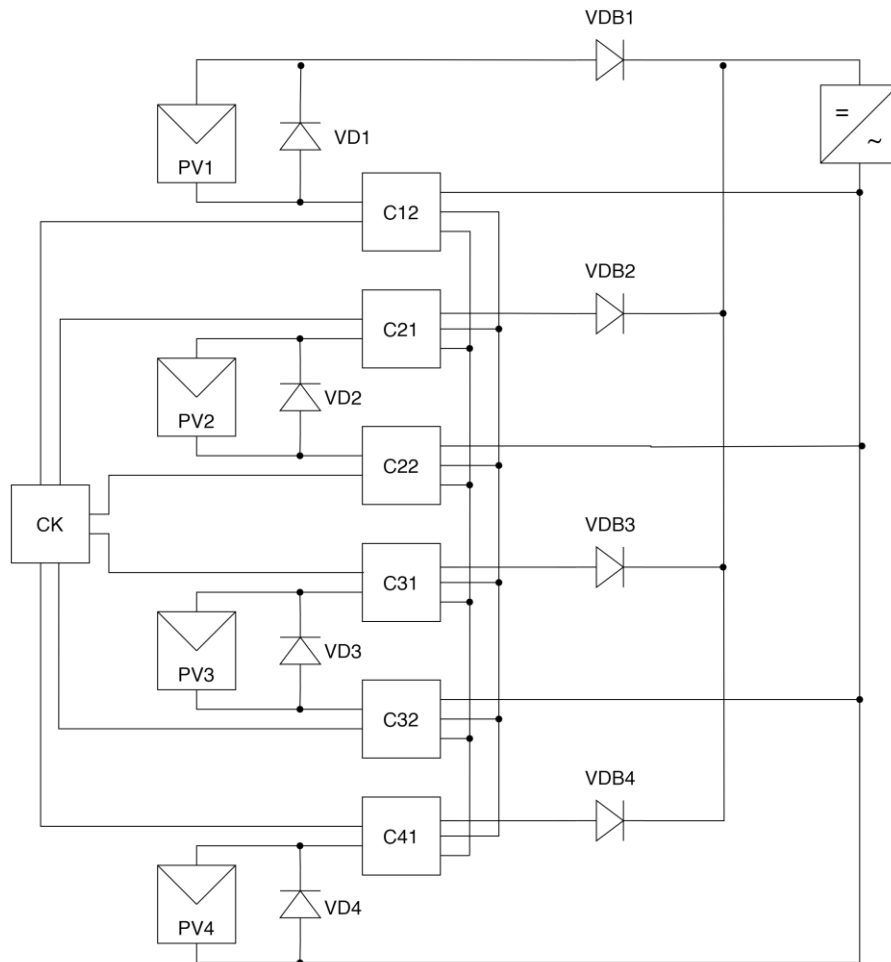 VDB1
=
~
VD1
PV1
C12
VDB2
C21
VD2
PV2
C22
CK
VDB3
C31
VD3
PV3
C32
VDB4
C41
VD4
PV4